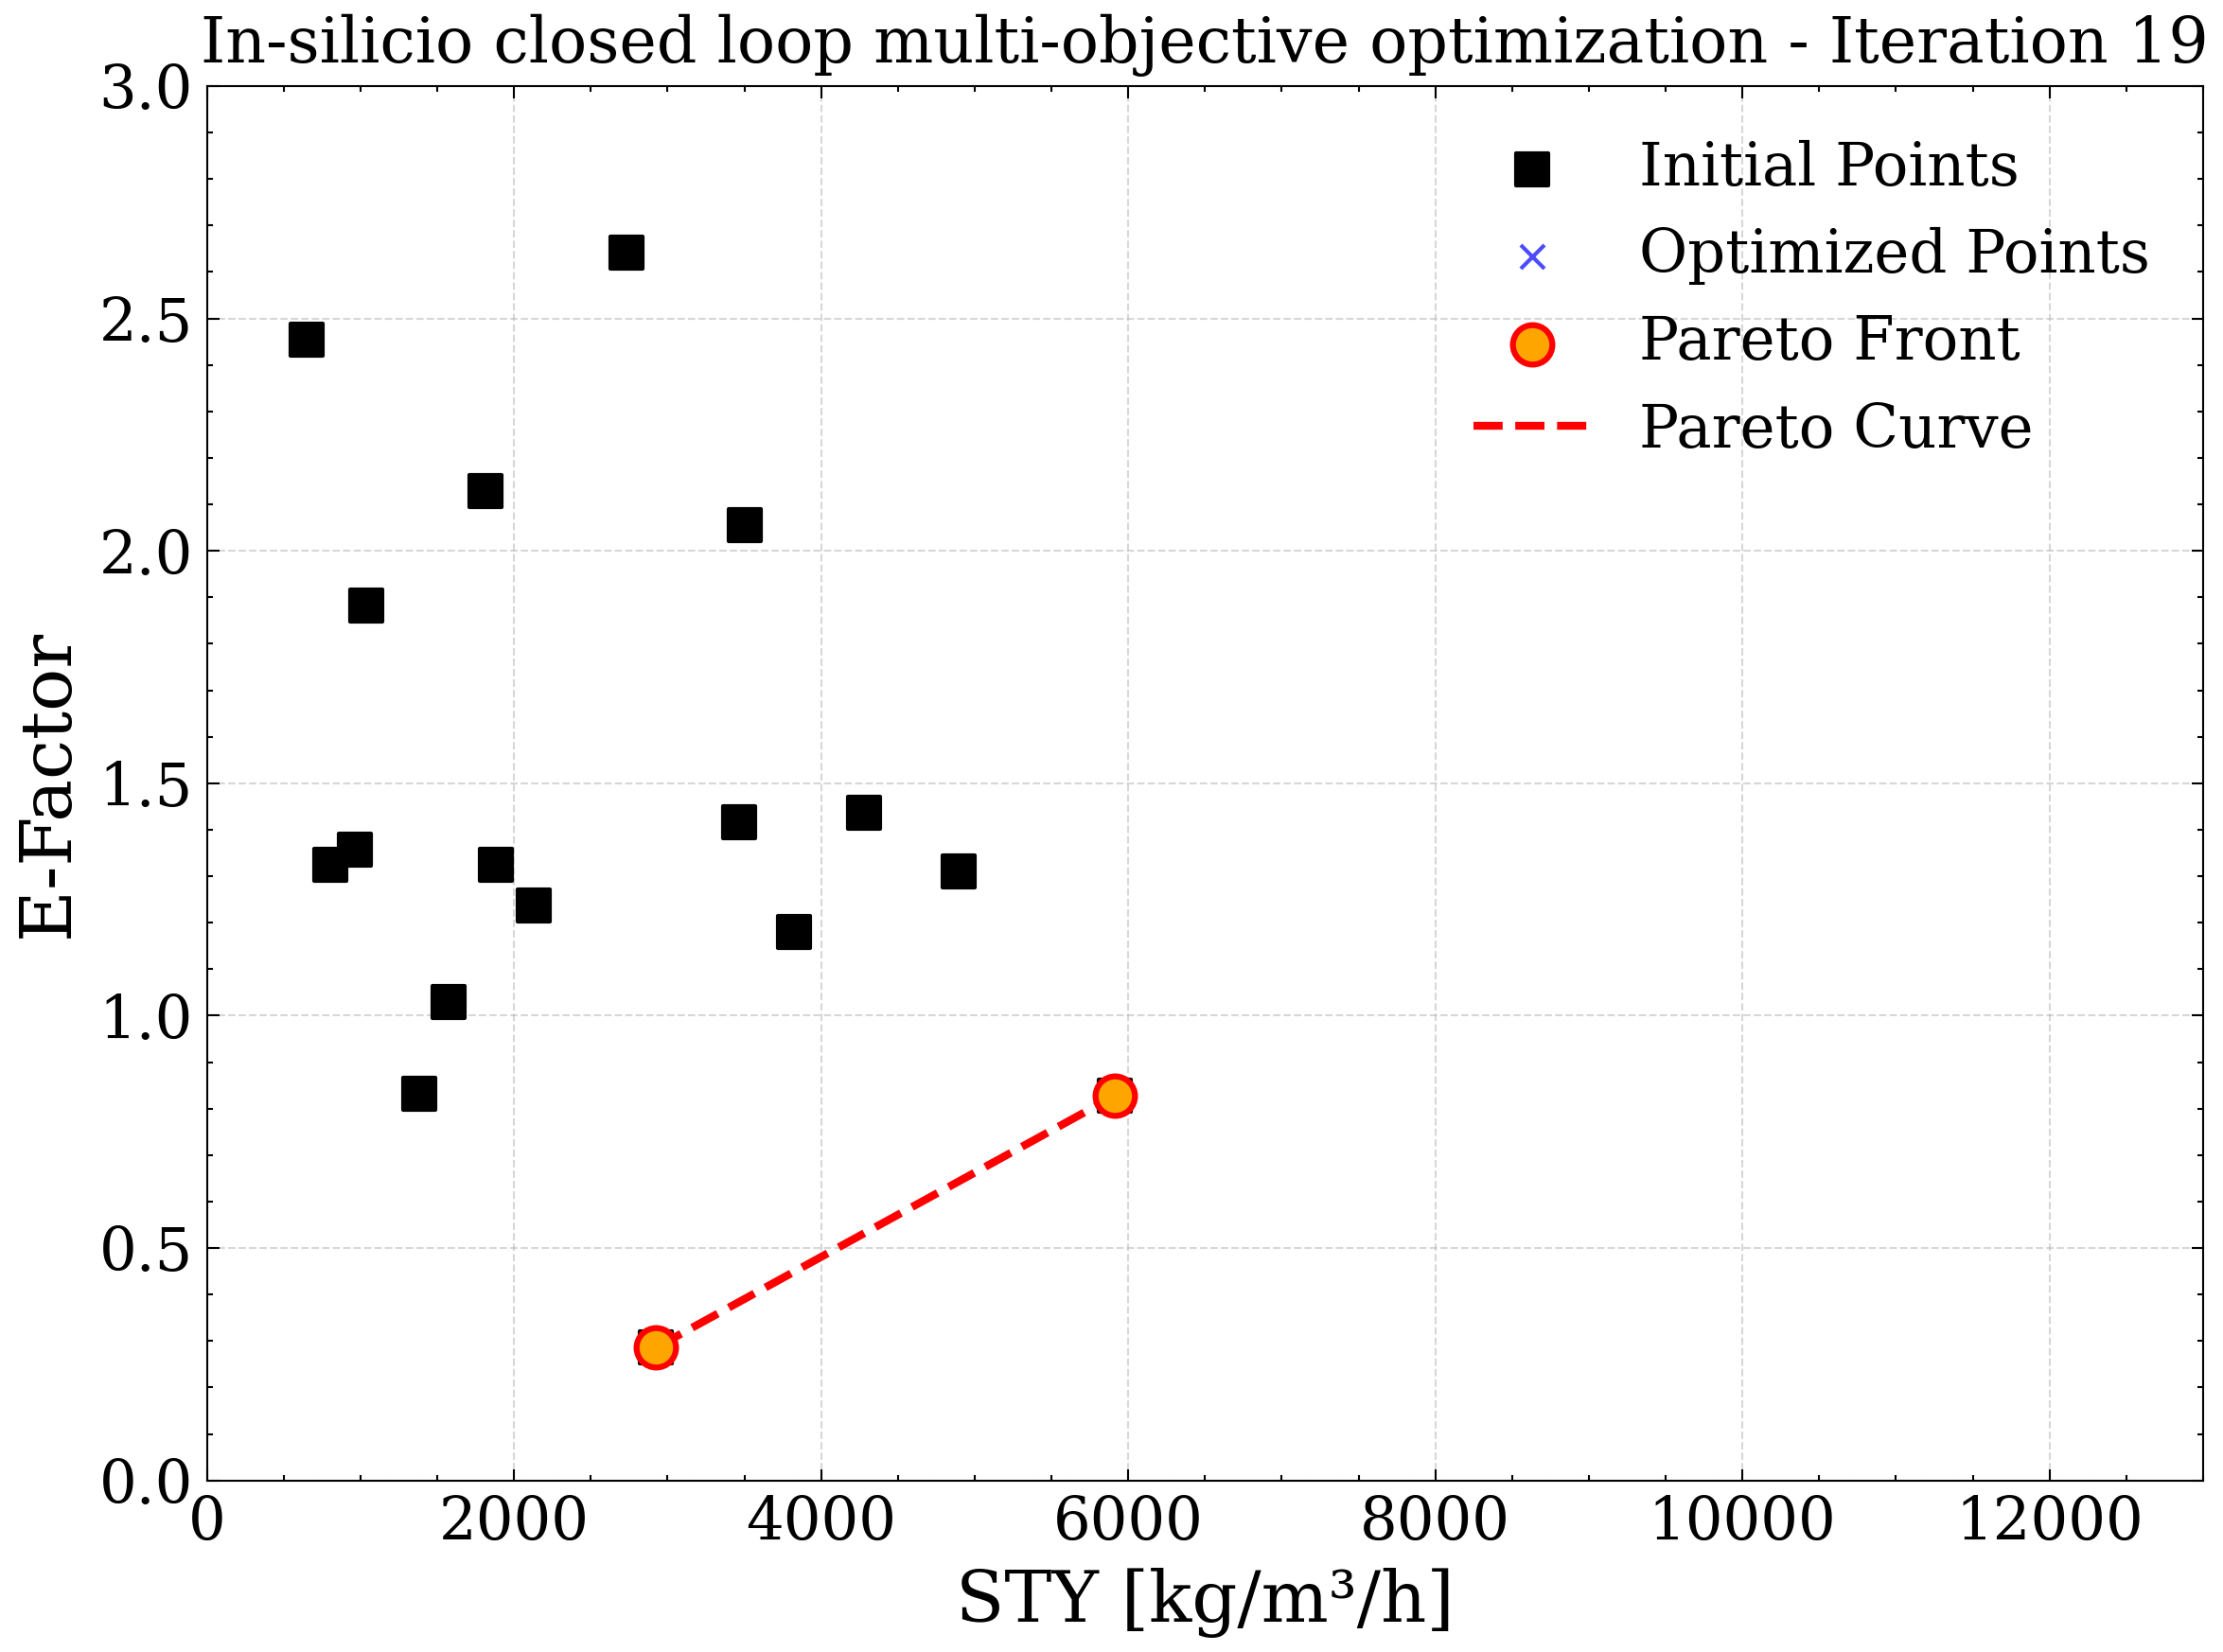 In-silicio closed loop multi-objective optimization - Iteration 19
3.0
2.5
2.0
1.5
1.0
0.5
0.0
E-Factor
Initial Points
Optimized Points
Pareto Front
Pareto Curve
0 2000 4000 6000 8000 10000 12000
STY [kg/m³/h]